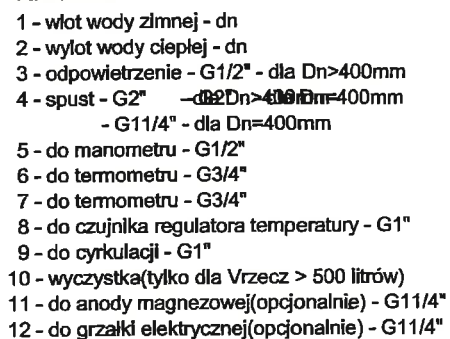 1 - wlot wody zimnej - dn
2 - wylot wody ciepłej - dn
3 - odpowietrzenie - G1/2" - dla Dn>400mm
4 - spust - G2" Dn>400mm
- G11/4" - dla Dn=400mm
5 - do manometru - G1/2"
6 - do termometru - G3/4"
7 - do termometru - G3/4"
8 - do czujnika regulatora temperatury - G1"
9 - do cyrkulacji - G1"
10 - wyczystka(tylko dla Vrzecz > 500 litrów)
11 - do anody magnezowej(opcjonalnie) - G11/4"
12 - do grzałki elektrycznej(opcjonalnie) - G11/4"